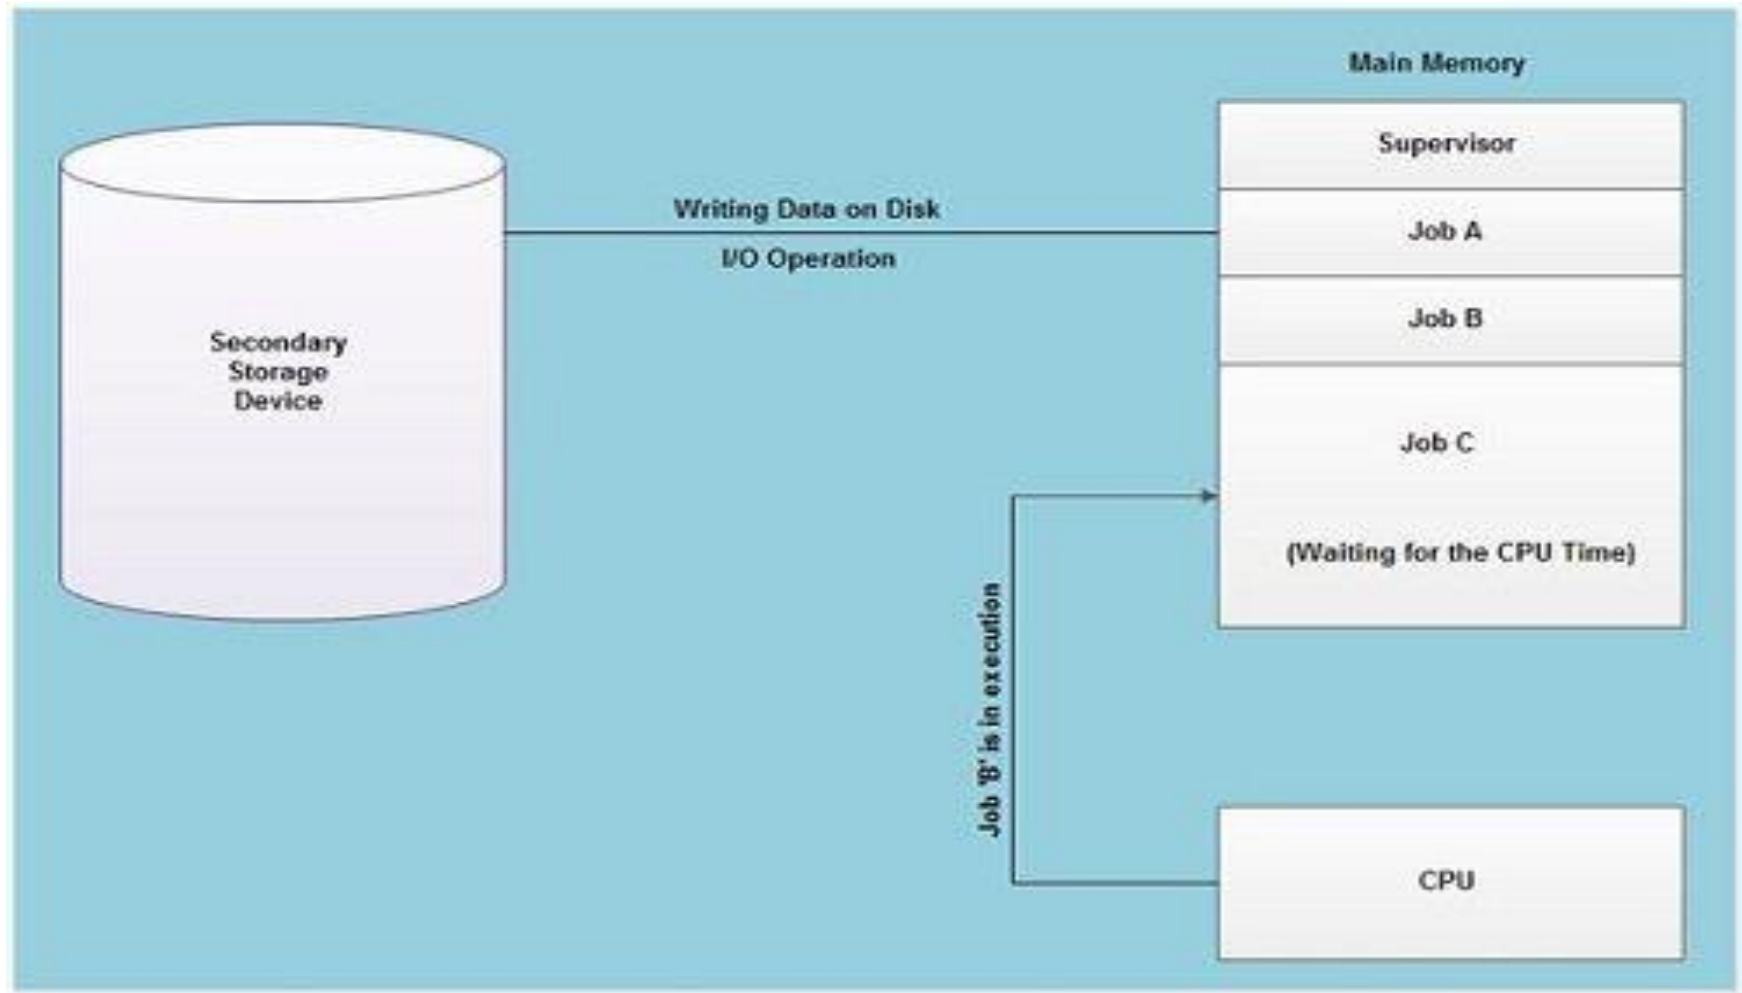 Main Memory
Supervisor
Writing Data on Disk
Job A
I/O Operation
Job B
Secondary
Storage
Device
Job C
(Waiting for the CPU Time)
Job 'B' is in execution
CPU